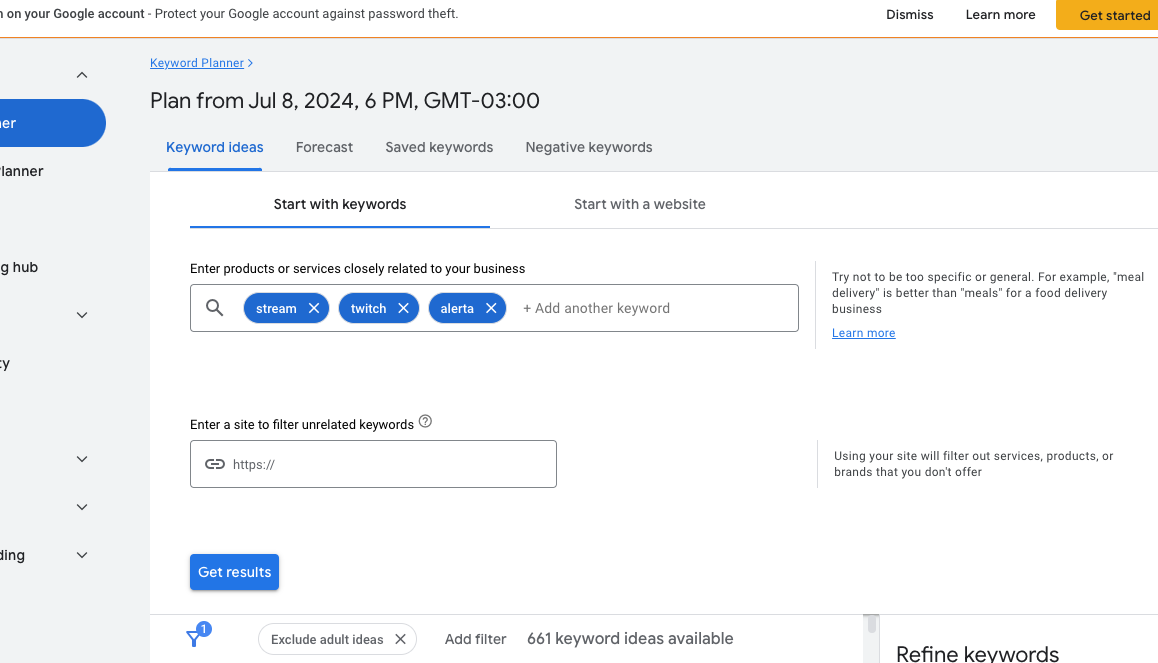 n on your Google account - Protect your Google account against password theft.
Dismiss
Learn more
Get started
er
lanner
g hub
ty
ding
Keyword Planner
Plan from Jul 8, 2024, 6 PM, GMT-03:00
Keyword ideas
Forecast
Saved keywords
Negative keywords
Start with keywords
Start with a website
Enter products or services closely related to your business
stream
twitch
alerta
+ Add another keyword
Try not to be too specific or general. For example, "meal
delivery" is better than "meals" for a food delivery
business
Learn more
Enter a site to filter unrelated keywords
https://
Using your site will filter out services, products, or
brands that you don't offer
Get results
1
Exclude adult ideas
Add filter
661 keyword ideas available
Refine keywords